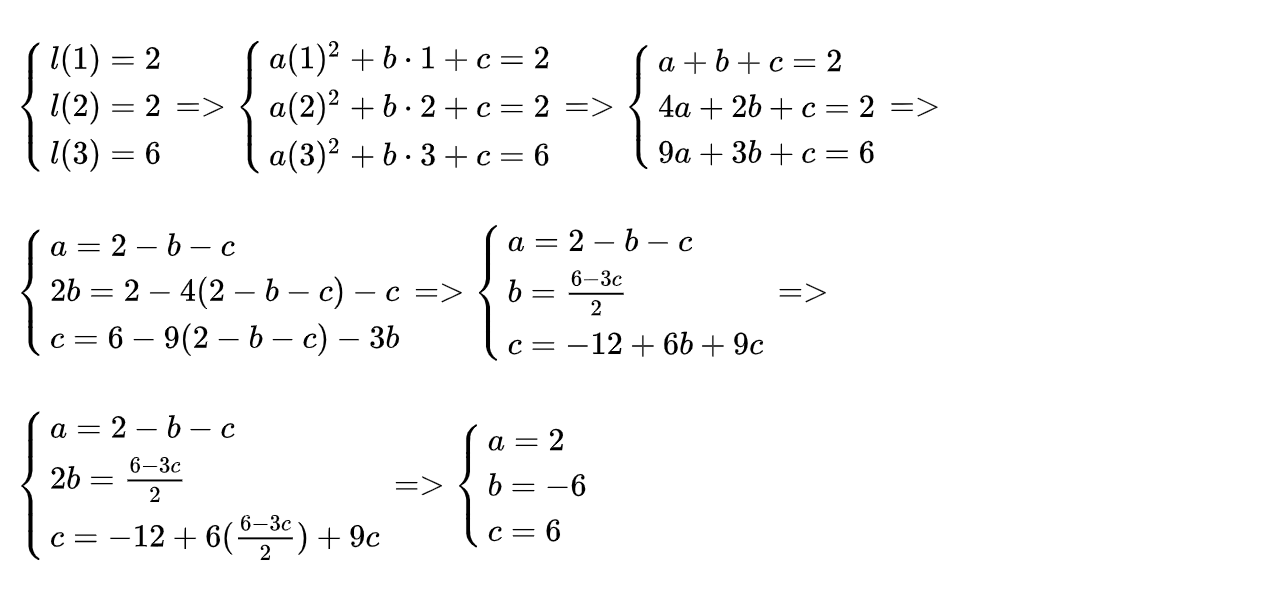 { l(1) = 2 => { a(1)² + b · 1 + c = 2 => { a + b + c = 2 =>
l(2) = 2 a(2)² + b · 2 + c = 2 4a + 2b + c = 2
l(3) = 6 a(3)² + b · 3 + c = 6 9a + 3b + c = 6
{ a = 2 − b − c => { a = 2 − b − c =>
2b = 2 − 4(2 − b − c) − c b = (6−3c)/2
c = 6 − 9(2 − b − c) − 3b c = −12 + 6b + 9c
{ a = 2 − b − c => { a = 2
2b = (6−3c)/2 b = −6
c = −12 + 6((6−3c)/2) + 9c c = 6